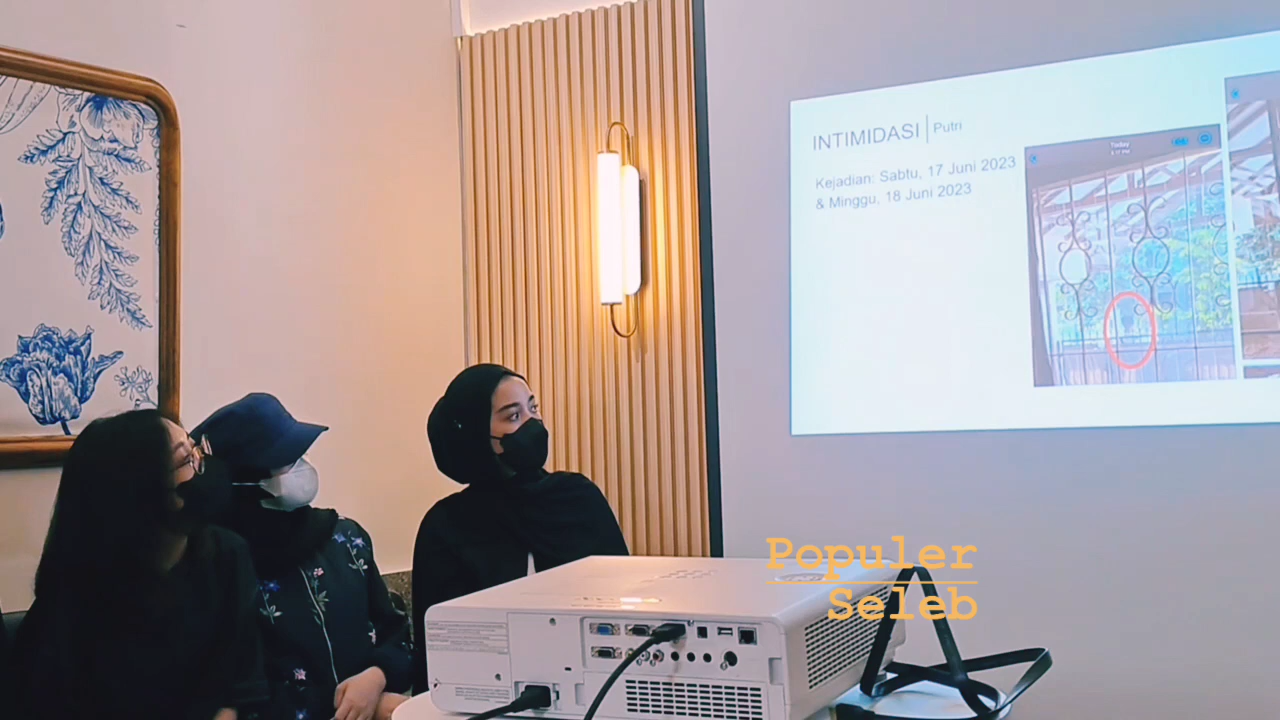 INTIMIDASI | Putri
Kejadian: Sabtu, 17 Juni 2023
& Minggu, 18 Juni 2023
Today
Populer
Seleb